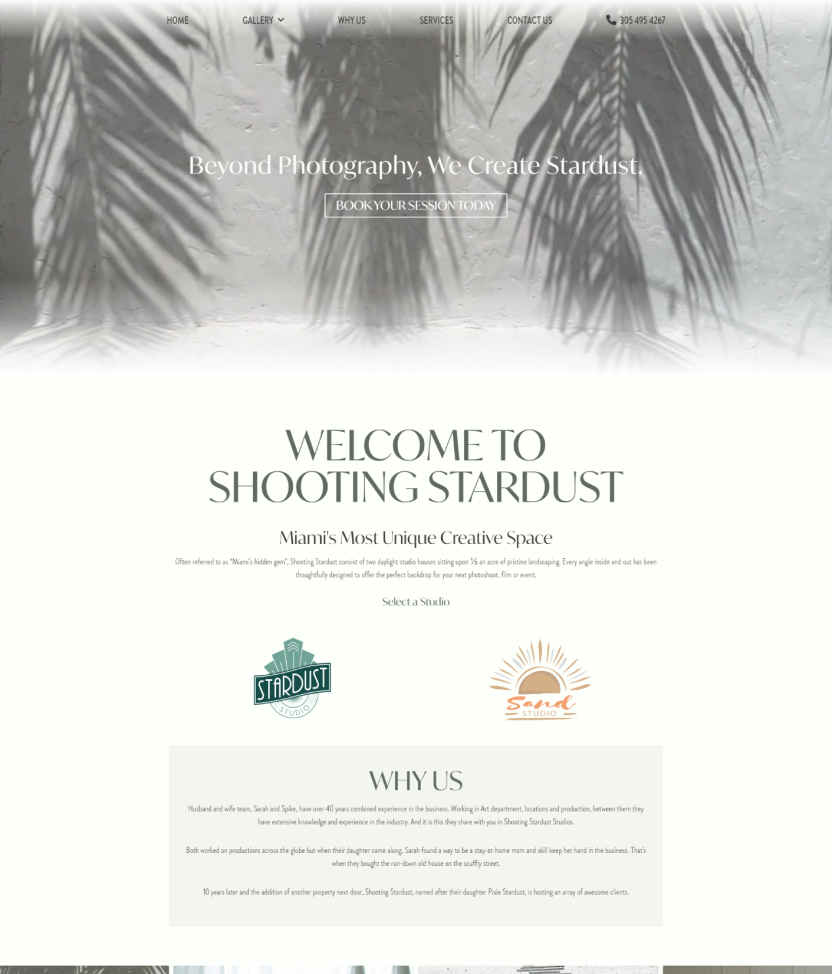 HOME GALLERY WHY US SERVICES CONTACT US 305 495 4267
Beyond Photography, We Create Stardust.
BOOK YOUR SESSION TODAY
WELCOME TO
SHOOTING STARDUST
Miami's Most Unique Creative Space
Often referred to as "Miami's hidden gem", Shooting Stardust consist of two daylight studio houses sitting upon ⅓ an acre of pristine landscaping. Every angle inside and out has been
thoughtfully designed to offer the perfect backdrop for your next photoshoot, film or event.
Select a Studio
STARDUST
STUDIO
Sand
STUDIO
WHY US
Husband and wife team, Sarah and Spike, have over 40 years combined experience in the business. Working in Art department, locations and production, between them they
have extensive knowledge and experience in the industry. And it is this they share with you in Shooting Stardust Studios.
Both worked on productions across the globe but when their daughter came along, Sarah found a way to be a stay-at-home mom and skill keep her hand in the business. That's
when they bought the run-down old house on the scuffly street.
10 years later and the addition of another property next door, Shooting Stardust, named after their daughter Pixie Stardust, is hosting an array of awesome clients.